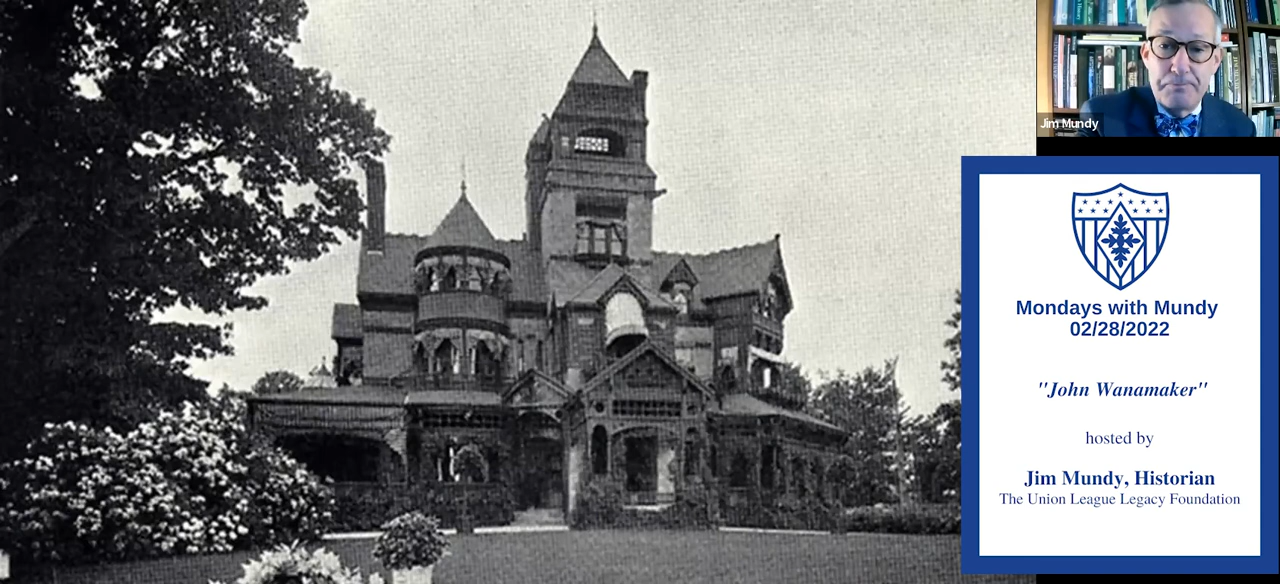 Jim Mundy
Mondays with Mundy
02/28/2022
"John Wanamaker"
hosted by
Jim Mundy, Historian
The Union League Legacy Foundation